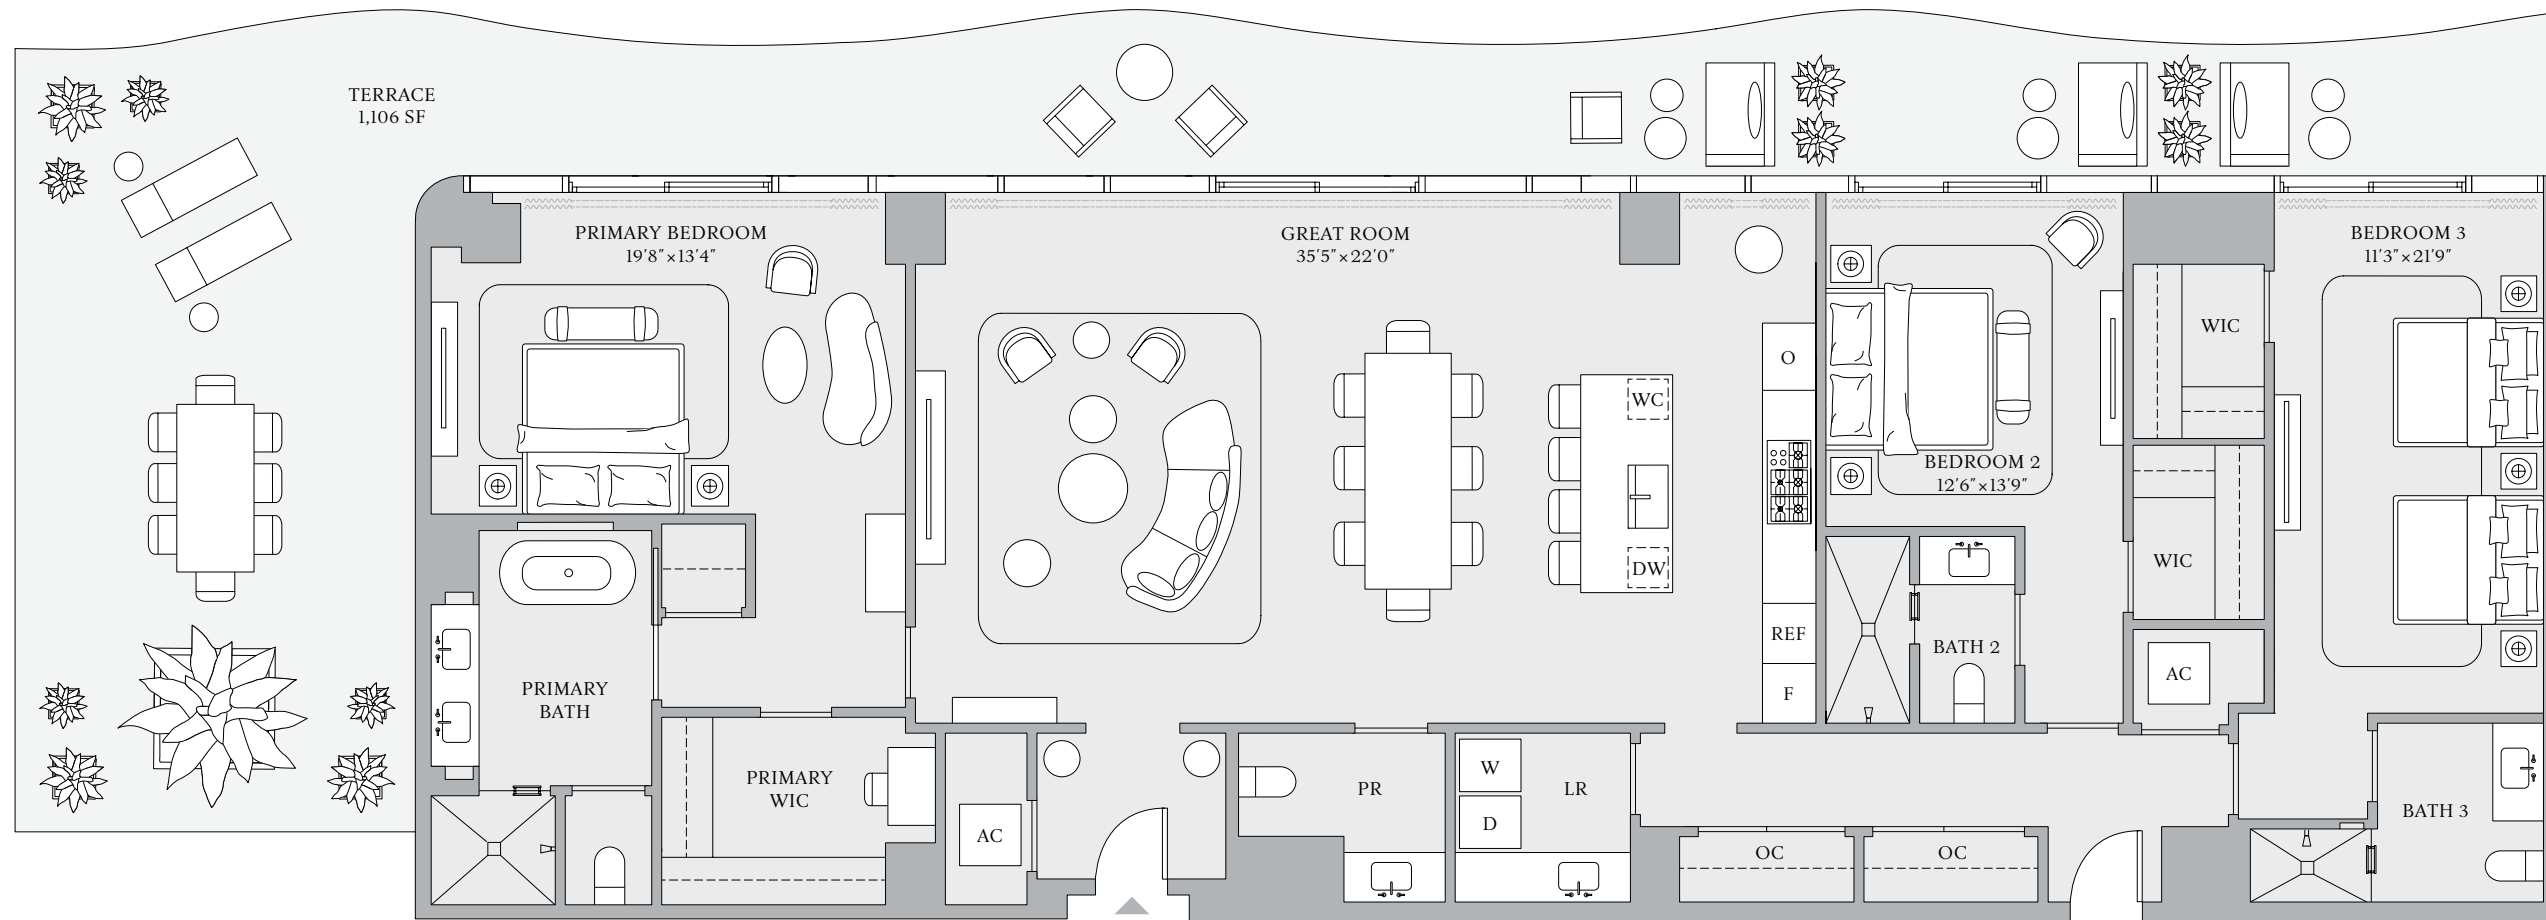 TERRACE
1,106 SF
PRIMARY BEDROOM
19'8"×13'4"
GREAT ROOM
35'5"×22'0"
BEDROOM 3
11'3"×21'9"
WIC
O
WC
BEDROOM 2
12'6"×13'9"
WIC
DW
REF
BATH 2
AC
F
PRIMARY
BATH
PRIMARY
WIC
PR
W
LR
D
AC
OC
OC
BATH 3